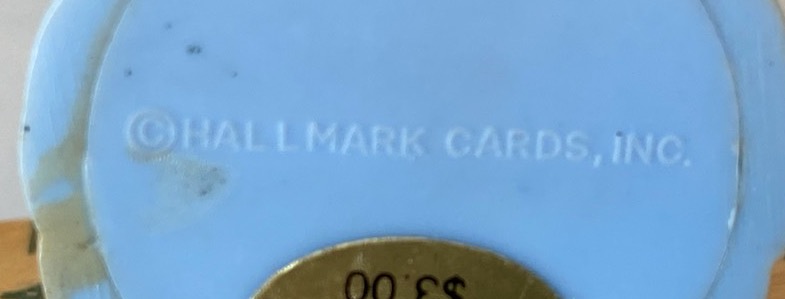 ©HALLMARK CARDS, INC.
$3.00